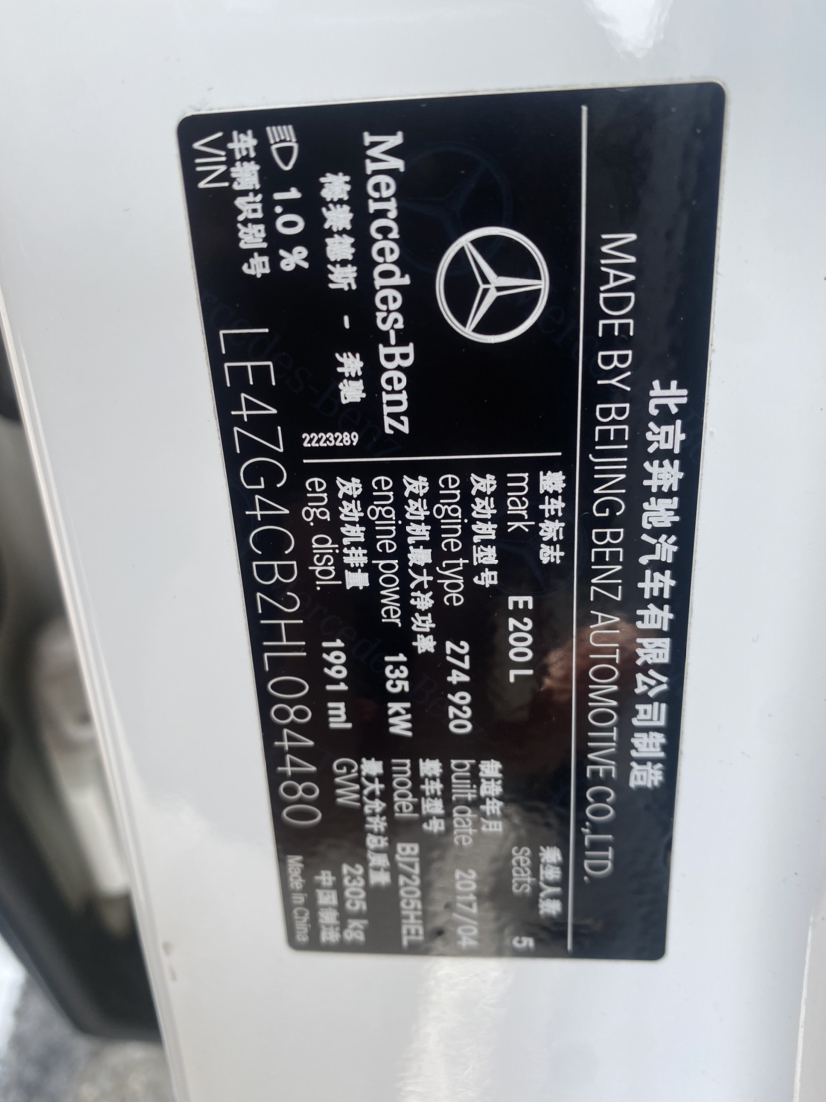 北京奔驰汽车有限公司制造
MADE BY BEIJING BENZ AUTOMOTIVE CO.,LTD.
Mercedes-Benz
梅赛德斯 - 奔驰
2223289
1.0 %
整车标志
mark E 200 L
乘坐人数
seats 5
发动机型号
engine type 274 920
制造年月
built date 2017/04
发动机最大净功率
engine power 135 kW
整车型号
model BJ7205HEL
发动机排量
eng. displ. 1991 ml
最大允许总质量
GVW 2305 kg
车辆识别号
VIN LE4ZG4CB2HL084480
中国制造
Made in China